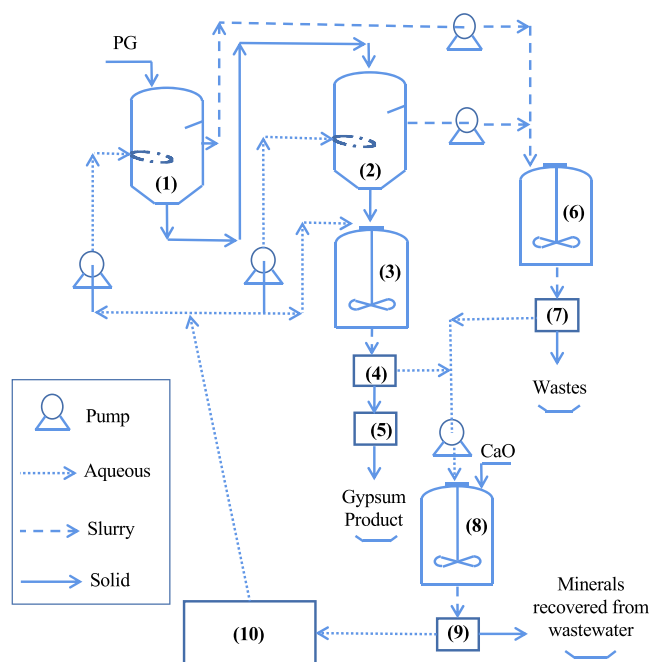 PG
(1)
(2)
(6)
(3)
(7)
(4)
Wastes
(5)
Pump
CaO
Aqueous
Gypsum
Product
(8)
Slurry
Solid
Minerals
recovered from
wastewater
(10)
(9)